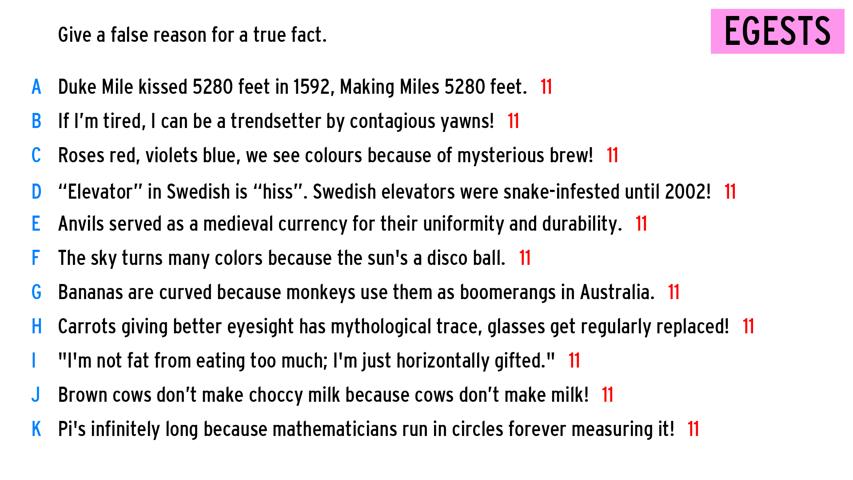 Give a false reason for a true fact.
EGESTS
A Duke Mile kissed 5280 feet in 1592, Making Miles 5280 feet. 11
B If I'm tired, I can be a trendsetter by contagious yawns! 11
C Roses red, violets blue, we see colours because of mysterious brew! 11
D “Elevator” in Swedish is “hiss”. Swedish elevators were snake-infested until 2002! 11
E Anvils served as a medieval currency for their uniformity and durability. 11
F The sky turns many colors because the sun's a disco ball. 11
G Bananas are curved because monkeys use them as boomerangs in Australia. 11
H Carrots giving better eyesight has mythological trace, glasses get regularly replaced! 11
I "I'm not fat from eating too much; I'm just horizontally gifted." 11
J Brown cows don’t make choccy milk because cows don’t make milk! 11
K Pi's infinitely long because mathematicians run in circles forever measuring it! 11